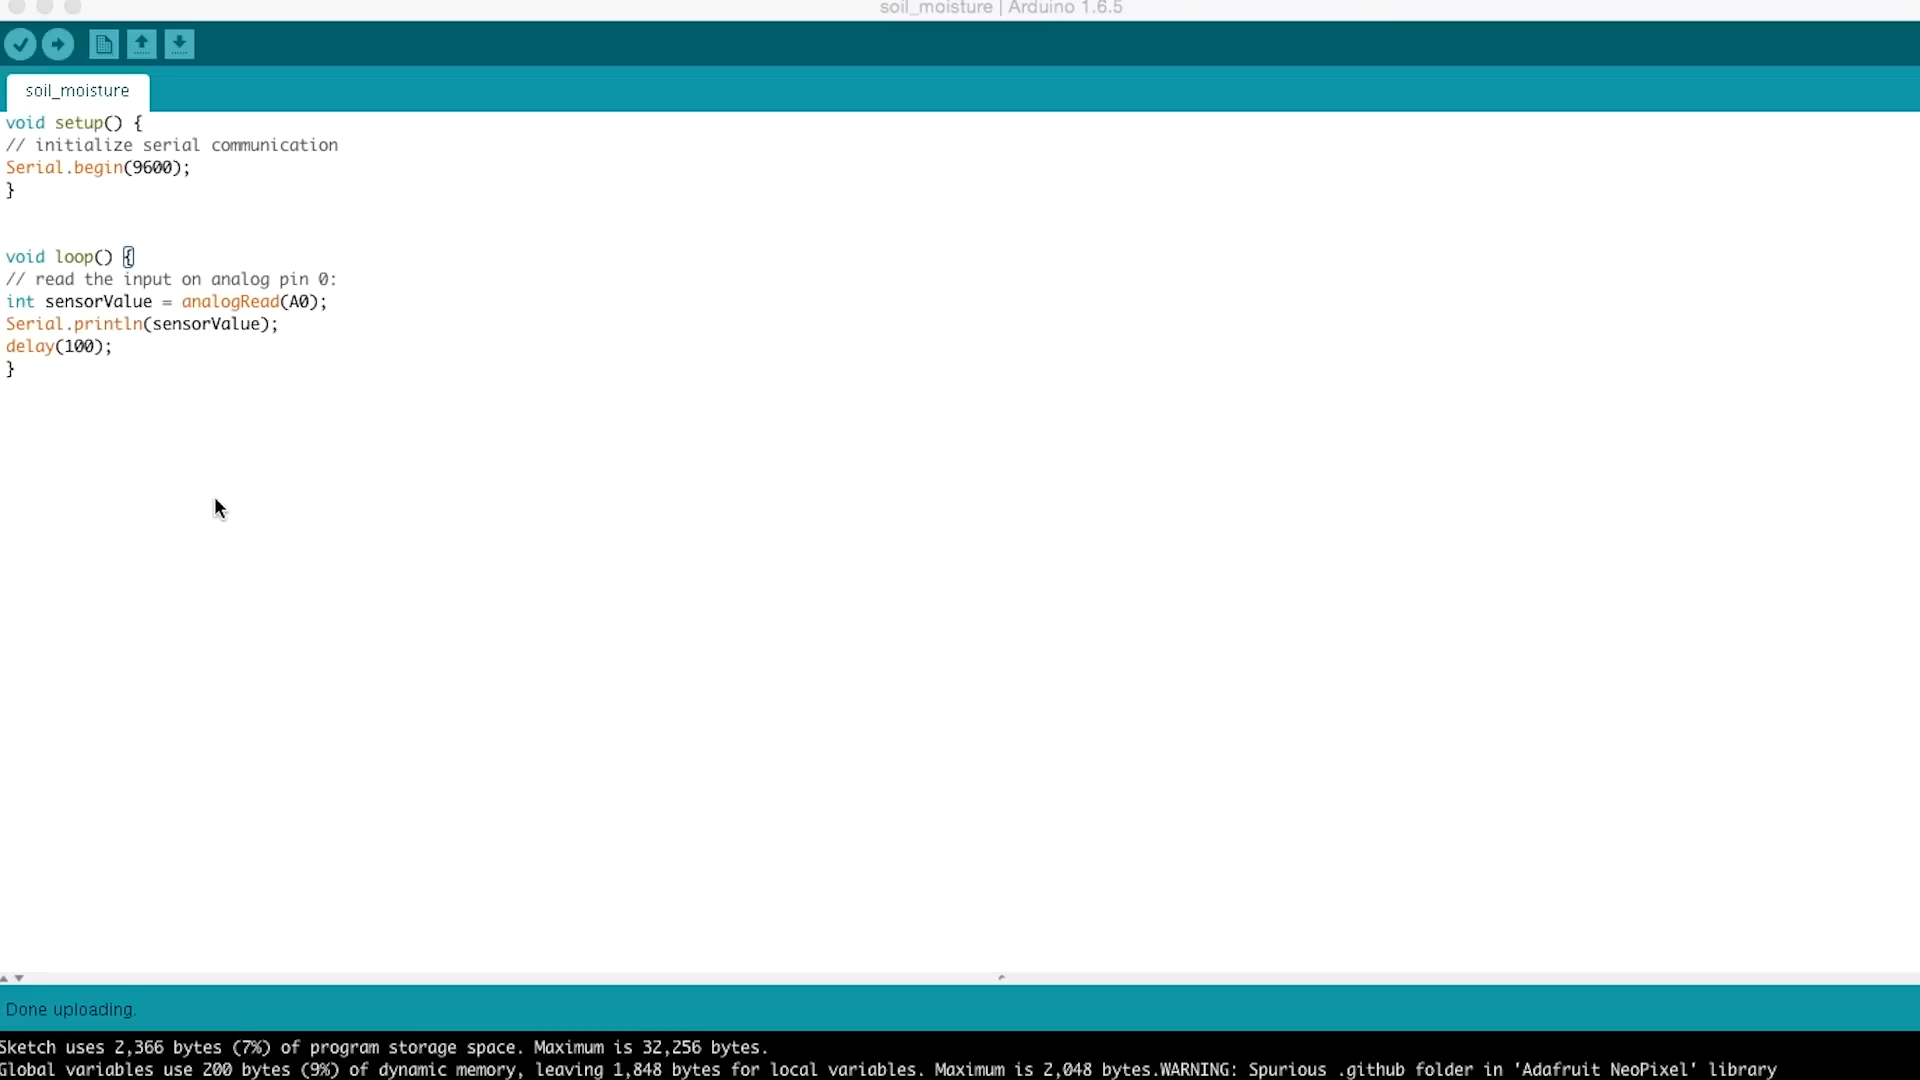 soil_moisture | Arduino 1.6.5
soil_moisture
void setup() {
// initialize serial communication
Serial.begin(9600);
}
void loop() {
// read the input on analog pin 0:
int sensorValue = analogRead(A0);
Serial.println(sensorValue);
delay(100);
}
Done uploading.
Sketch uses 2,366 bytes (7%) of program storage space. Maximum is 32,256 bytes.
Global variables use 200 bytes (9%) of dynamic memory, leaving 1,848 bytes for local variables. Maximum is 2,048 bytes.WARNING: Spurious .github folder in 'Adafruit NeoPixel' library